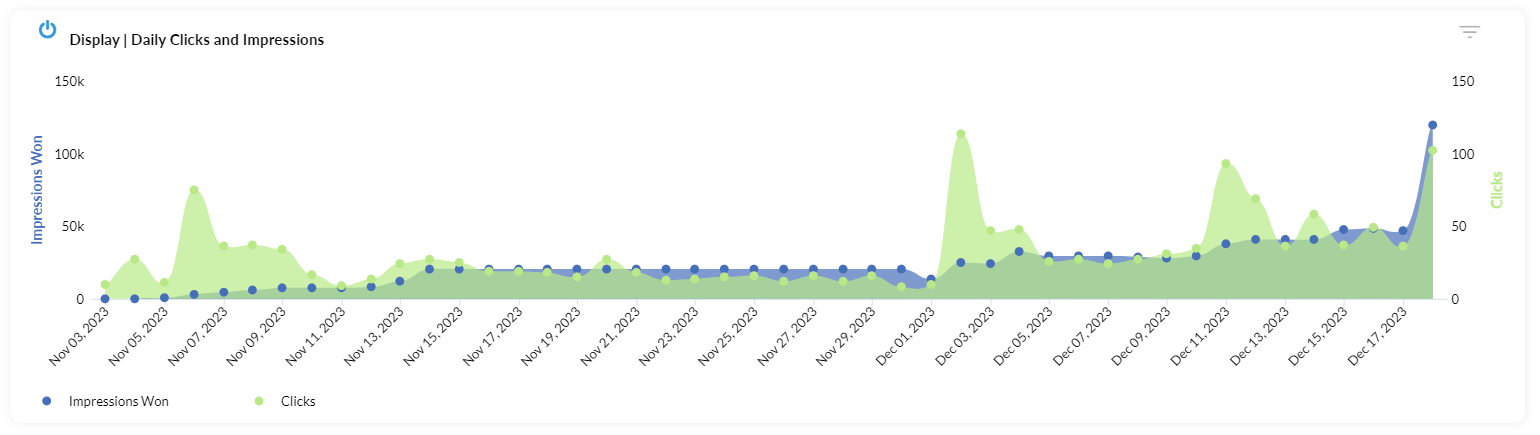 Display | Daily Clicks and Impressions
150k
100k
50k
0
Impressions Won
150
100
50
0
Clicks
Nov 03, 2023
Nov 05, 2023
Nov 07, 2023
Nov 09, 2023
Nov 11, 2023
Nov 13, 2023
Nov 15, 2023
Nov 17, 2023
Nov 19, 2023
Nov 21, 2023
Nov 23, 2023
Nov 25, 2023
Nov 27, 2023
Nov 29, 2023
Dec 01, 2023
Dec 03, 2023
Dec 05, 2023
Dec 07, 2023
Dec 09, 2023
Dec 11, 2023
Dec 13, 2023
Dec 15, 2023
Dec 17, 2023
Impressions Won
Clicks